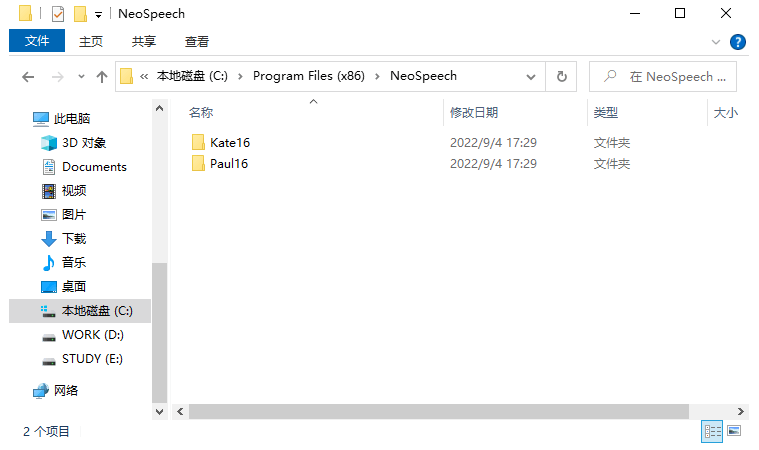 NeoSpeech
文件 主页 共享 查看
« 本地磁盘 (C:) › Program Files (x86) › NeoSpeech
在 NeoSpeech ...
名称 修改日期 类型 大小
Kate16 2022/9/4 17:29 文件夹
Paul16 2022/9/4 17:29 文件夹
此电脑
3D 对象
Documents
视频
图片
下载
音乐
桌面
本地磁盘 (C:)
WORK (D:)
STUDY (E:)
网络
2 个项目